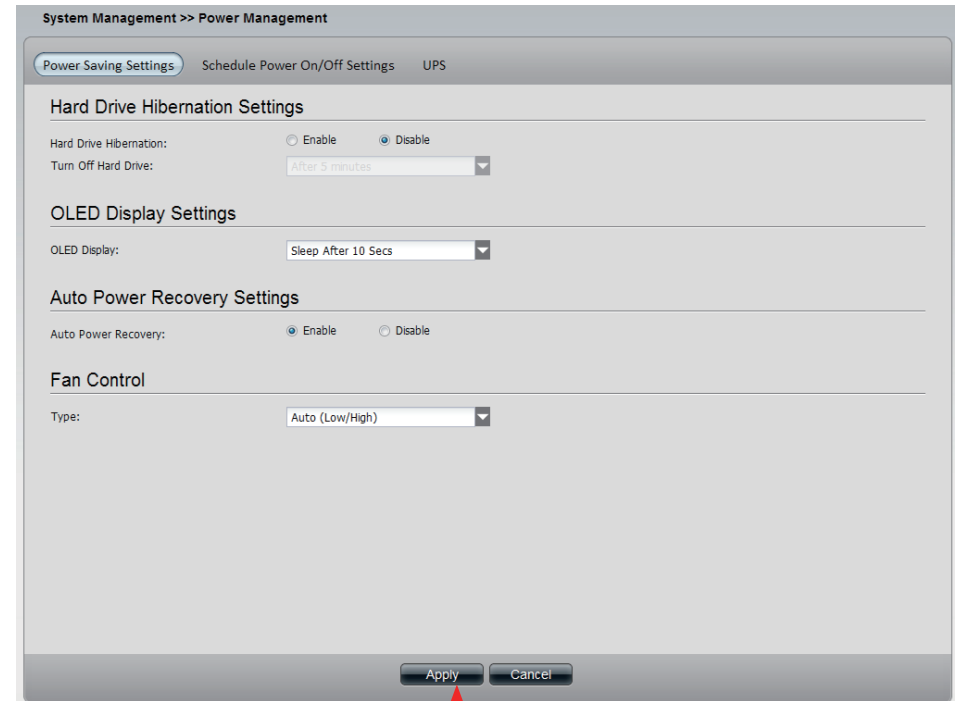 System Management >> Power Management
Power Saving Settings Schedule Power On/Off Settings UPS
Hard Drive Hibernation Settings
Hard Drive Hibernation: Enable Disable
Turn Off Hard Drive: After 5 minutes
OLED Display Settings
OLED Display: Sleep After 10 Secs
Auto Power Recovery Settings
Auto Power Recovery: Enable Disable
Fan Control
Type: Auto (Low/High)
Apply Cancel